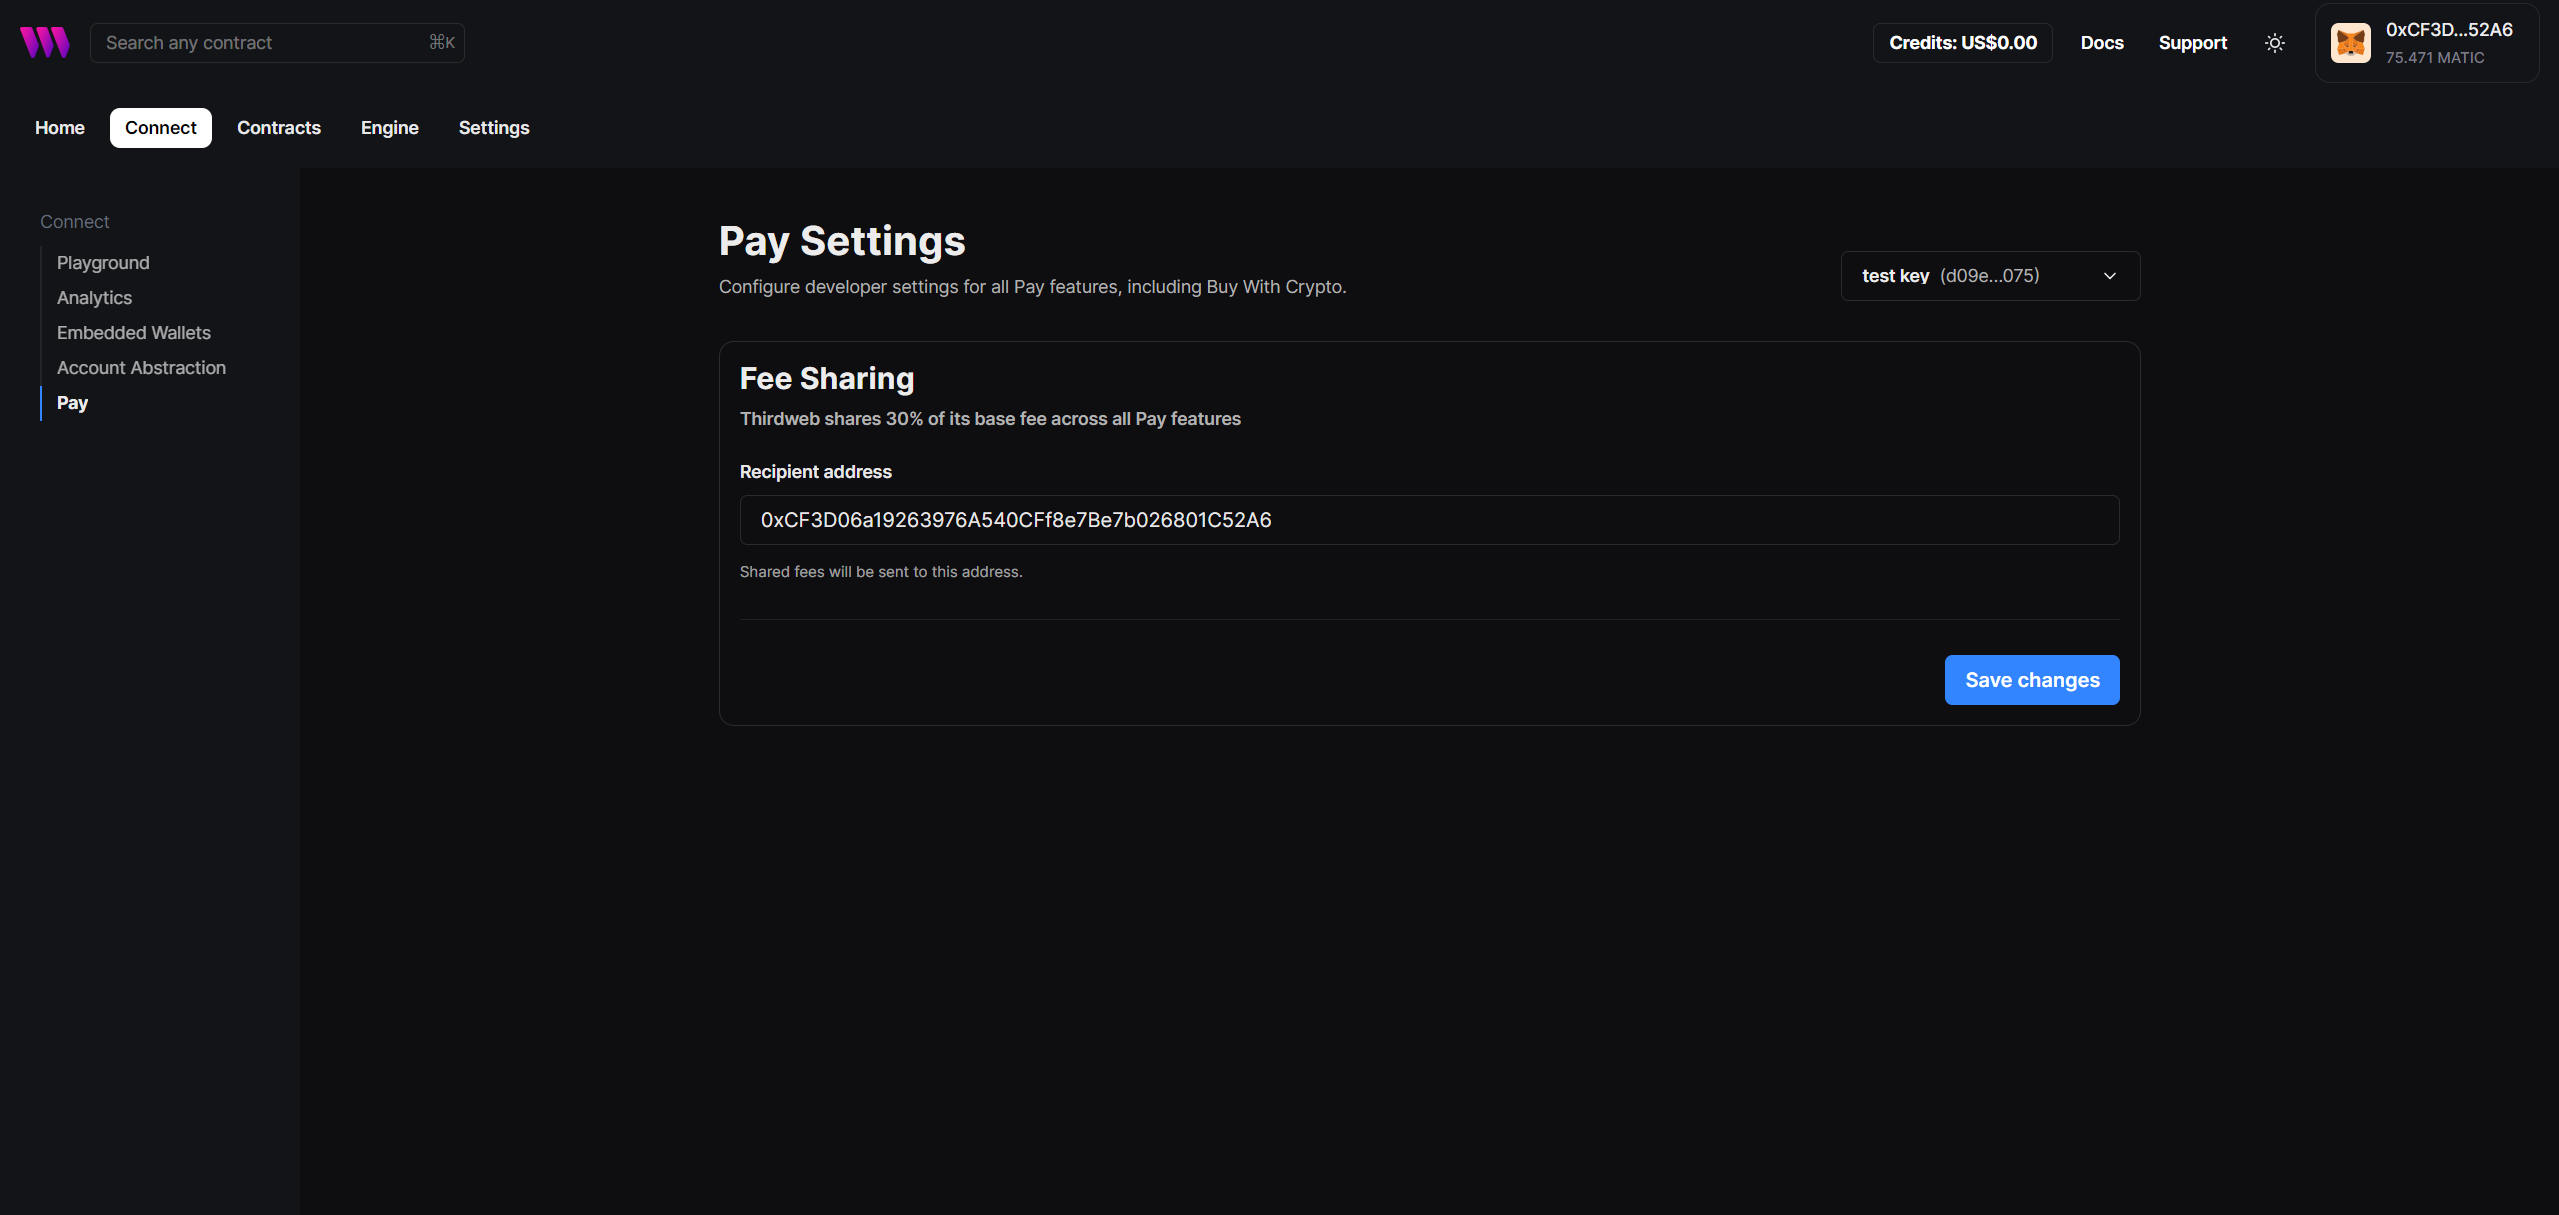 Search any contract
⌘K
Credits: US$0.00
Docs
Support
0xCF3D...52A6
75.471 MATIC
Home
Connect
Contracts
Engine
Settings
Connect
Playground
Analytics
Embedded Wallets
Account Abstraction
Pay
Pay Settings
Configure developer settings for all Pay features, including Buy With Crypto.
test key (d09e...075)
Fee Sharing
Thirdweb shares 30% of its base fee across all Pay features
Recipient address
0xCF3D06a19263976A540CFf8e7Be7b026801C52A6
Shared fees will be sent to this address.
Save changes